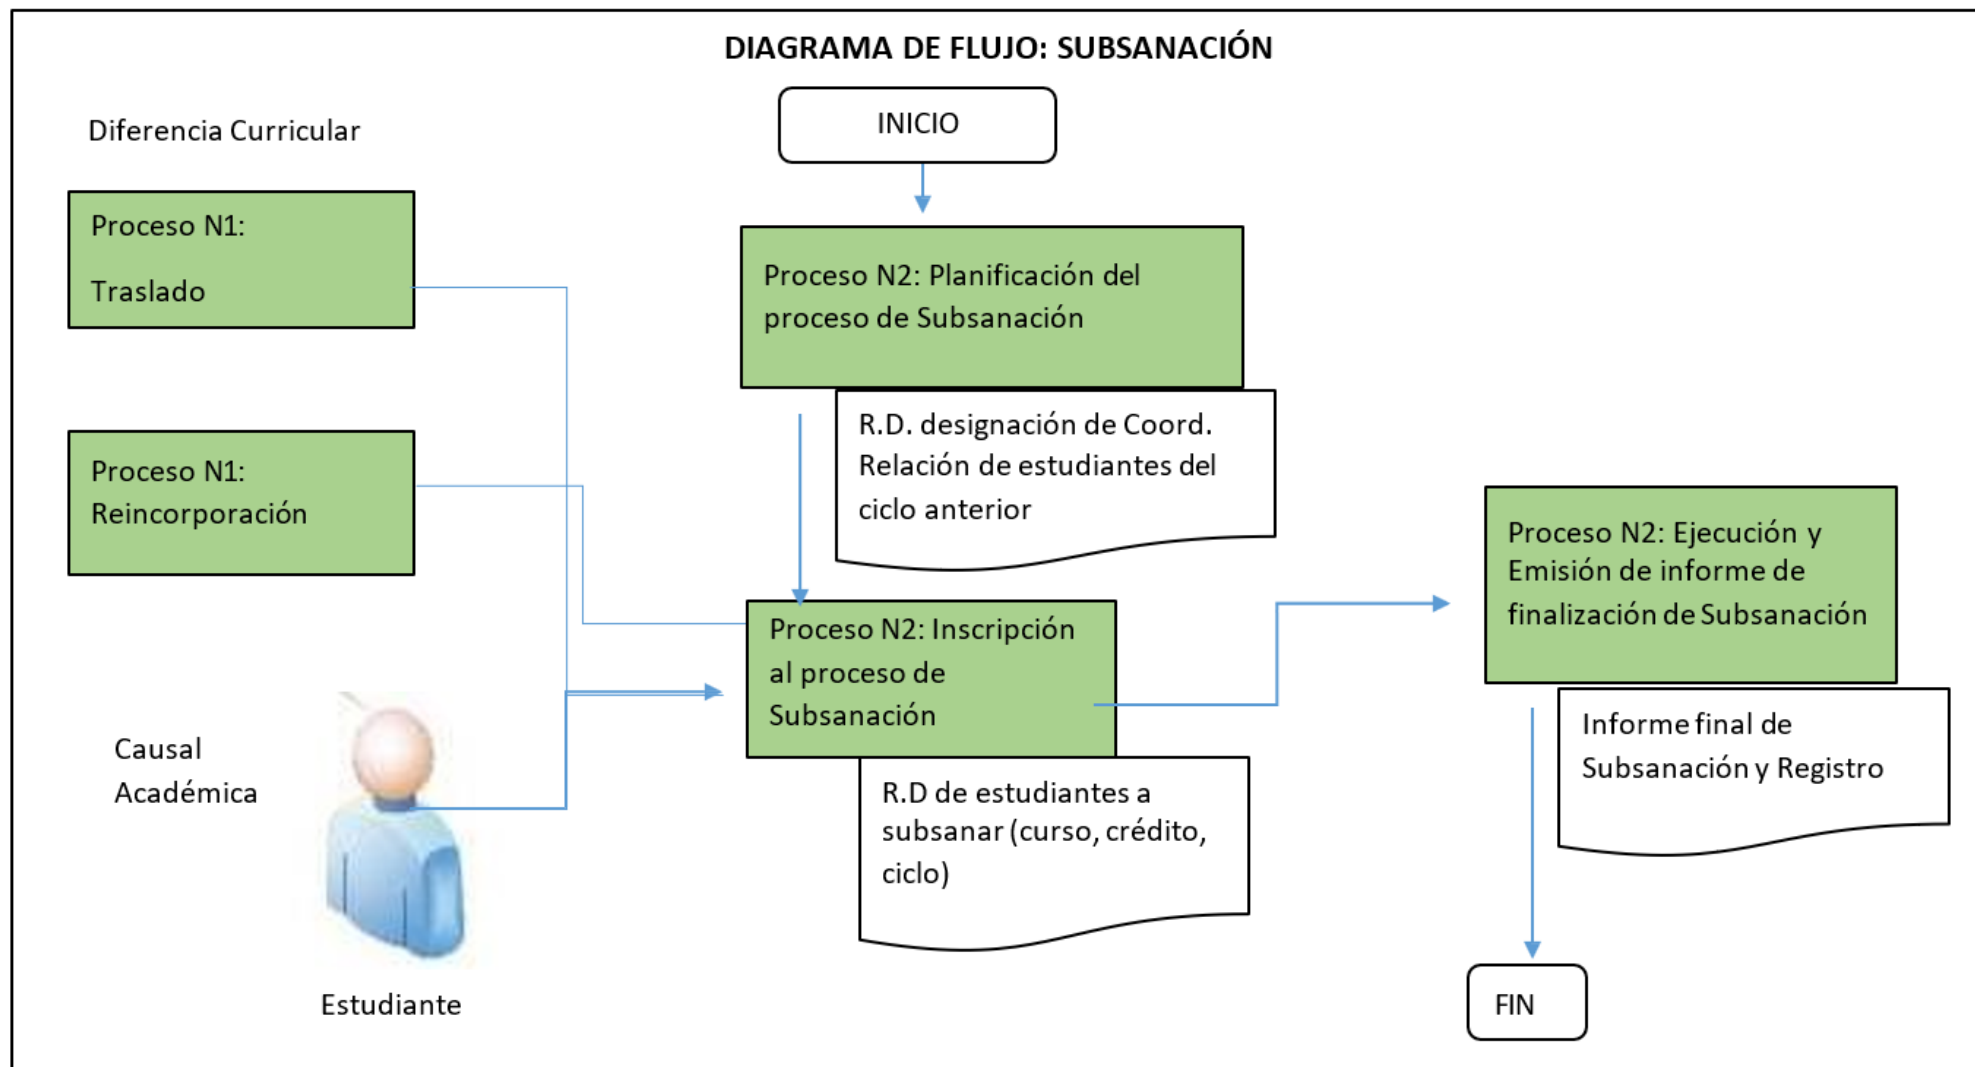 DIAGRAMA DE FLUJO: SUBSANACIÓN
Diferencia Curricular
INICIO
Proceso N1:
Traslado
Proceso N2: Planificación del
proceso de Subsanación
R.D. designación de Coord.
Relación de estudiantes del
ciclo anterior
Proceso N1:
Reincorporación
Proceso N2: Ejecución y
Emisión de informe de
finalización de Subsanación
Proceso N2: Inscripción
al proceso de
Subsanación
Informe final de
Subsanación y Registro
Causal
Académica
R.D de estudiantes a
subsanar (curso, crédito,
ciclo)
Estudiante
FIN